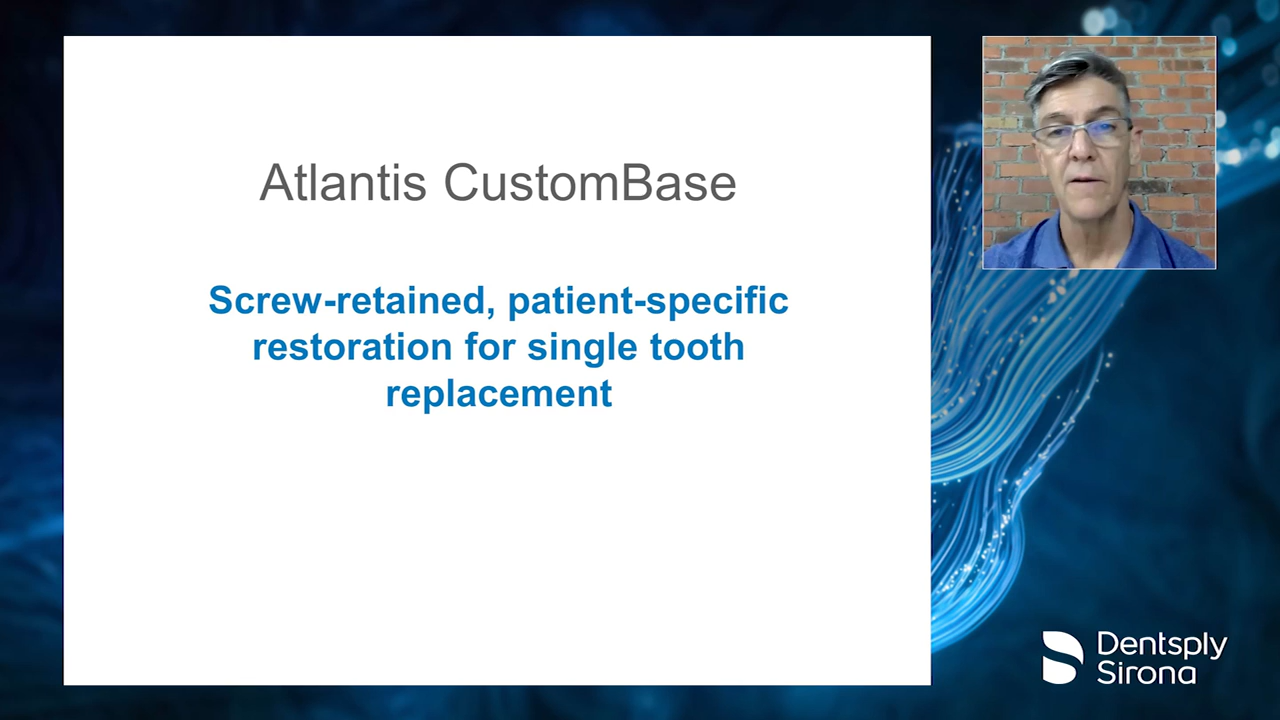 Atlantis CustomBase
Screw-retained, patient-specific
restoration for single tooth
replacement
Dentsply
Sirona